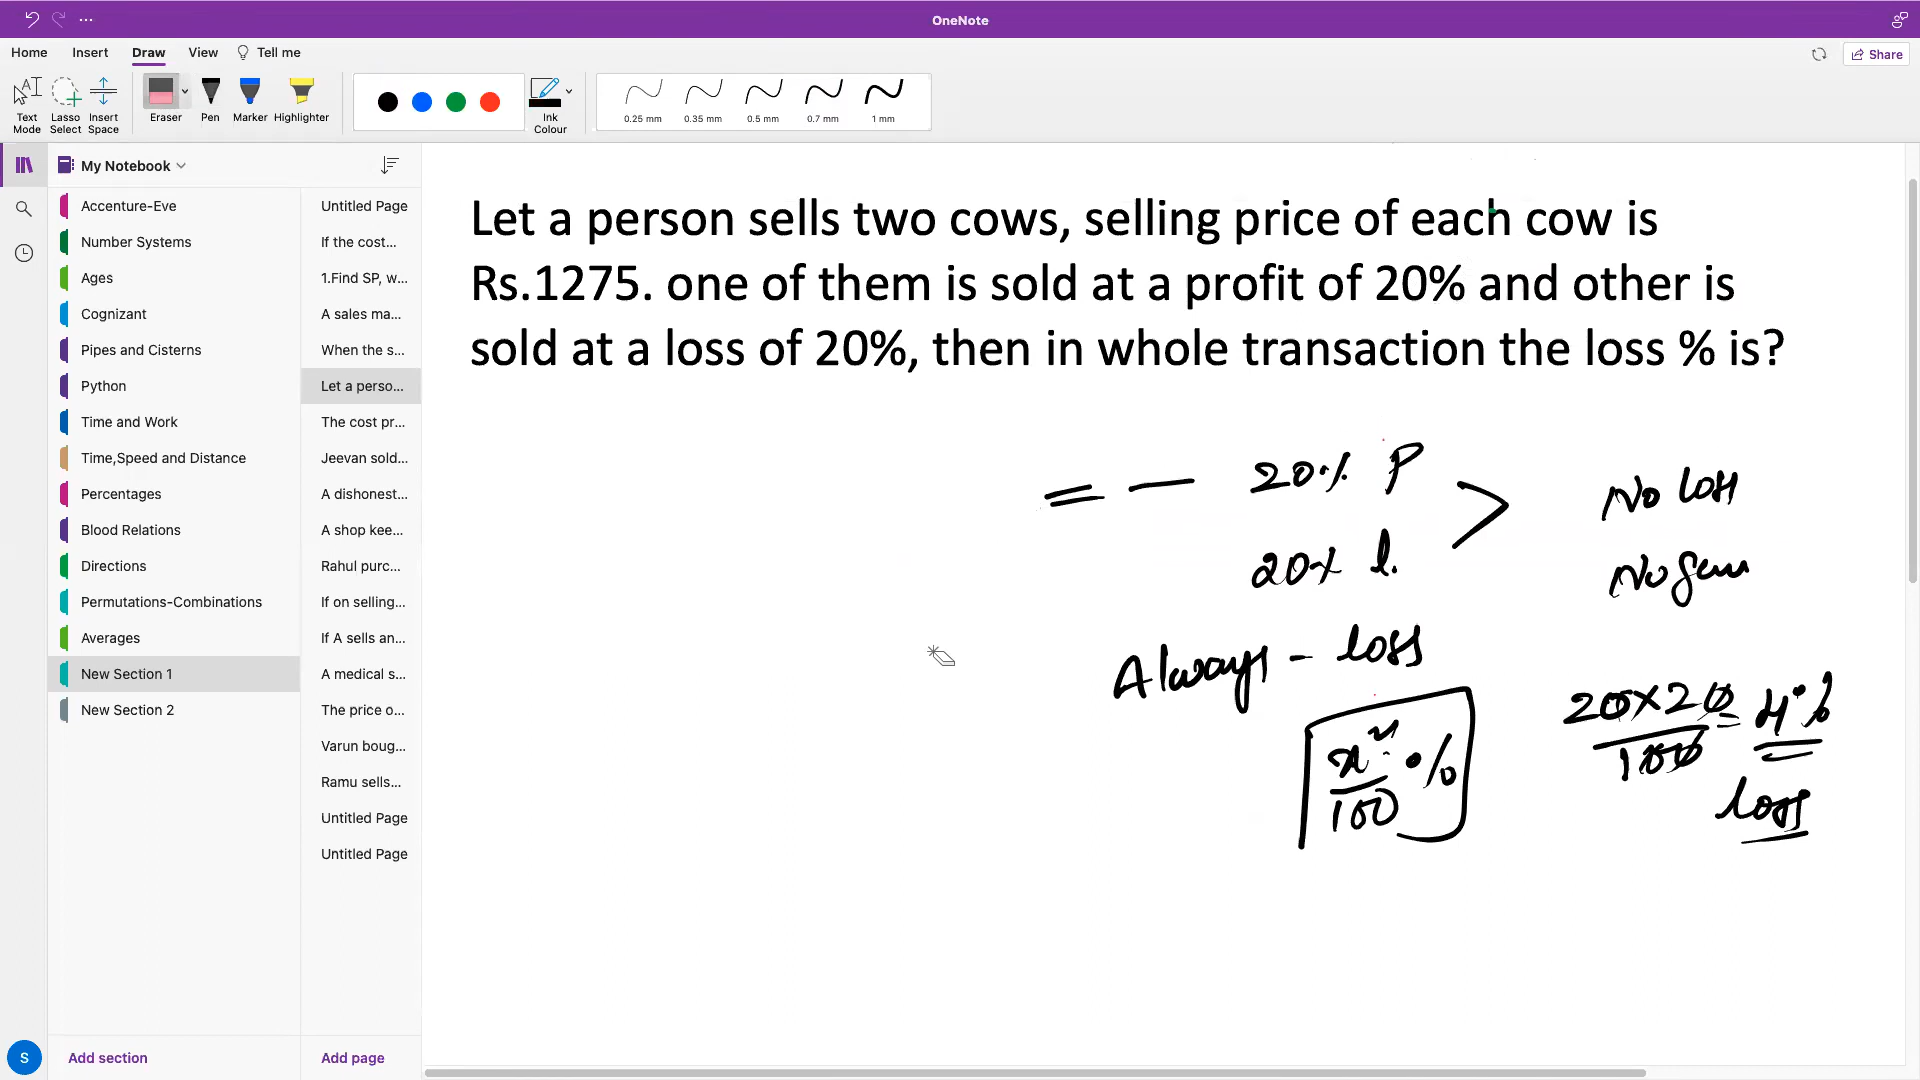 OneNote
Home Insert Draw View Tell me
Share
Text Mode
Lasso Select
Insert Space
Eraser
Pen
Marker
Highlighter
Ink Colour
0.25 mm
0.35 mm
0.5 mm
0.7 mm
1 mm
My Notebook
Accenture-Eve
Number Systems
Ages
Cognizant
Pipes and Cisterns
Python
Time and Work
Time,Speed and Distance
Percentages
Blood Relations
Directions
Permutations-Combinations
Averages
New Section 1
New Section 2
Add section
Untitled Page
If the cost...
1.Find SP, w...
A sales ma...
When the s...
Let a perso...
The cost pr...
Jeevan sold...
A dishonest...
A shop kee...
Rahul purc...
If on selling...
If A sells an...
A medical s...
The price o...
Varun boug...
Ramu sells...
Untitled Page
Untitled Page
Add page
S
Let a person sells two cows, selling price of each cow is
Rs.1275. one of them is sold at a profit of 20% and other is
sold at a loss of 20%, then in whole transaction the loss % is?
= — 20% P
20% l.
No loss
No
Always - loss
x²/100 %
20x20/100 = 4%
loss